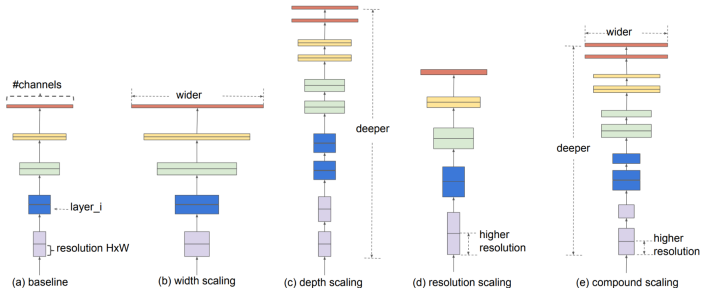 #channels
layer_i
resolution HxW
(a) baseline
wider
(b) width scaling
deeper
(c) depth scaling
higher
resolution
(d) resolution scaling
wider
deeper
higher
resolution
(e) compound scaling